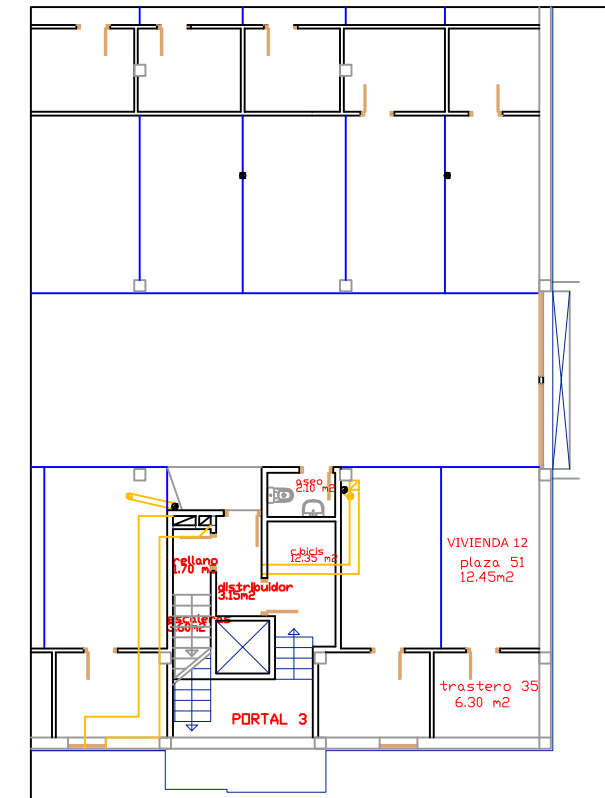 aseo
2.10 m2
c.bicis
12.35 m2
rellano
1.70 m2
distribuidor
3.15m2
escaleras
3.60m2
PORTAL 3
VIVIENDA 12
plaza 51
12.45m2
trastero 35
6.30 m2